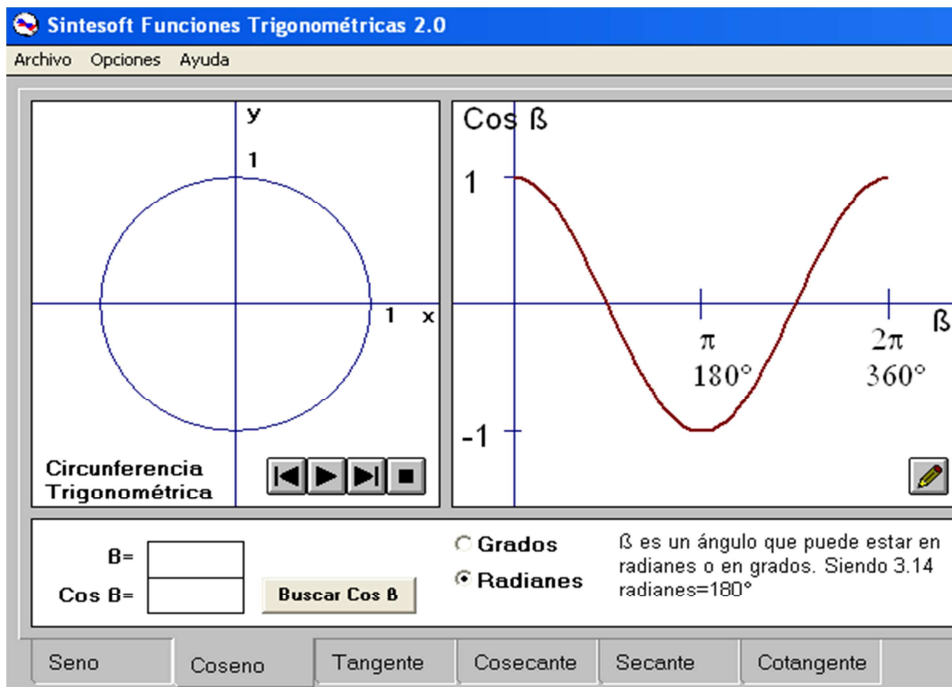 Sintesoft Funciones Trigonométricas 2.0
Archivo Opciones Ayuda
y
1
1 x
Circunferencia
Trigonométrica
Cos ß
1
-1
π
180°
2π
360°
ß
ß=
Cos ß=
Buscar Cos ß
Grados
Radianes
ß es un ángulo que puede estar en
radianes o en grados. Siendo 3.14
radianes=180°
Seno Coseno Tangente Cosecante Secante Cotangente